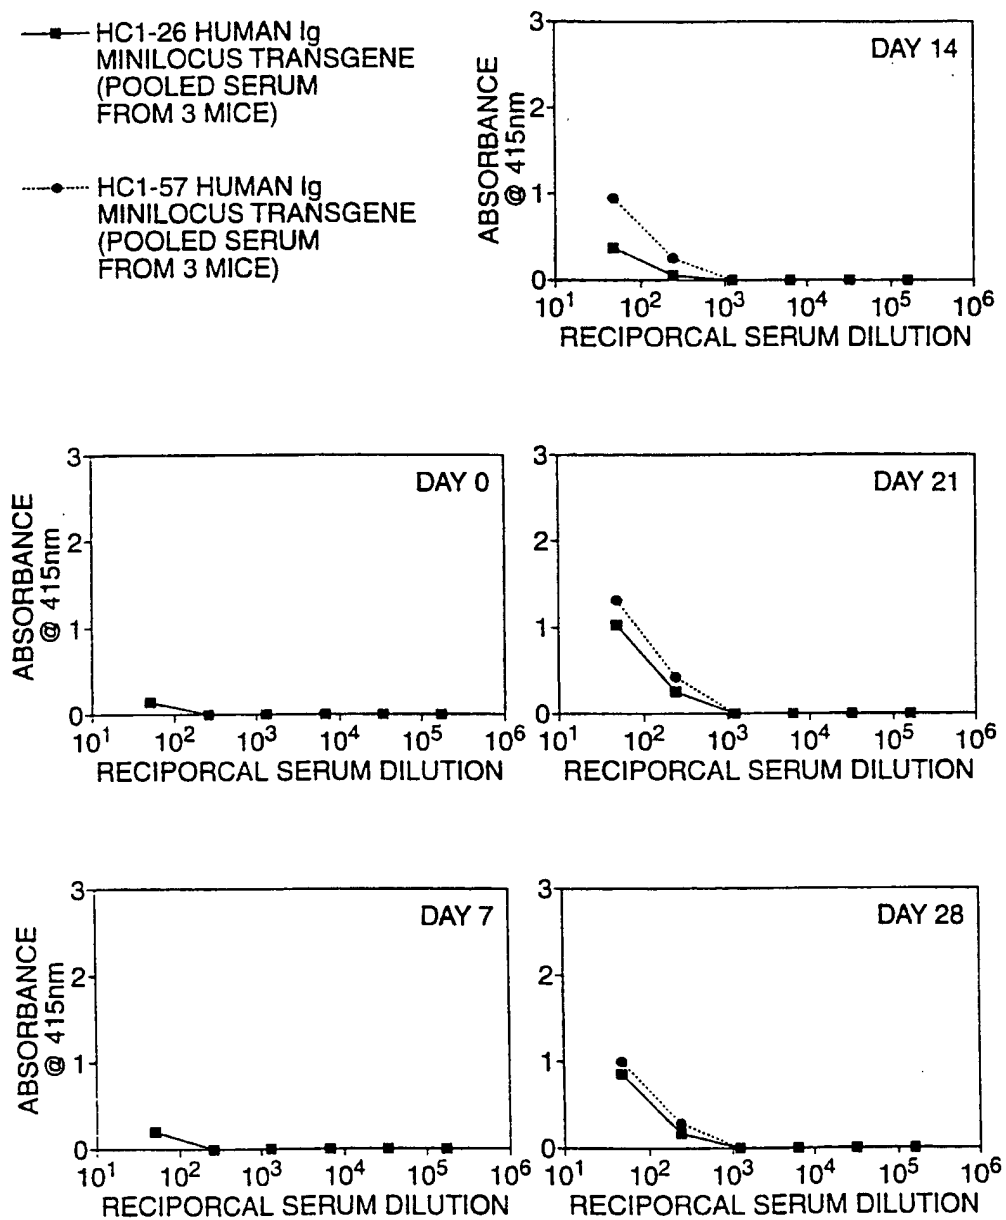 HC1-26 HUMAN Ig
MINILOCUS TRANSGENE
(POOLED SERUM
FROM 3 MICE)
HC1-57 HUMAN Ig
MINILOCUS TRANSGENE
(POOLED SERUM
FROM 3 MICE)
DAY 14
ABSORBANCE
@ 415nm
3
2
1
0
10¹ 10² 10³ 10⁴ 10⁵ 10⁶
RECIPORCAL SERUM DILUTION
DAY 0
ABSORBANCE
@ 415nm
3
2
1
0
10¹ 10² 10³ 10⁴ 10⁵ 10⁶
RECIPORCAL SERUM DILUTION
DAY 21
3
2
1
0
10¹ 10² 10³ 10⁴ 10⁵ 10⁶
RECIPORCAL SERUM DILUTION
DAY 7
ABSORBANCE
@ 415nm
3
2
1
0
10¹ 10² 10³ 10⁴ 10⁵ 10⁶
RECIPORCAL SERUM DILUTION
DAY 28
3
2
1
0
10¹ 10² 10³ 10⁴ 10⁵ 10⁶
RECIPORCAL SERUM DILUTION